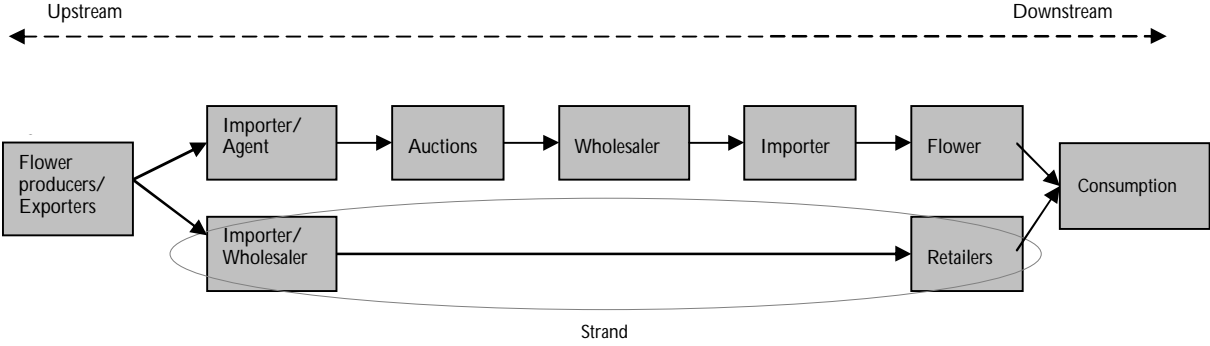 Upstream
Downstream
Importer/
Agent
Auctions
Wholesaler
Importer
Flower
Flower
producers/
Exporters
Consumption
Importer/
Wholesaler
Retailers
Strand